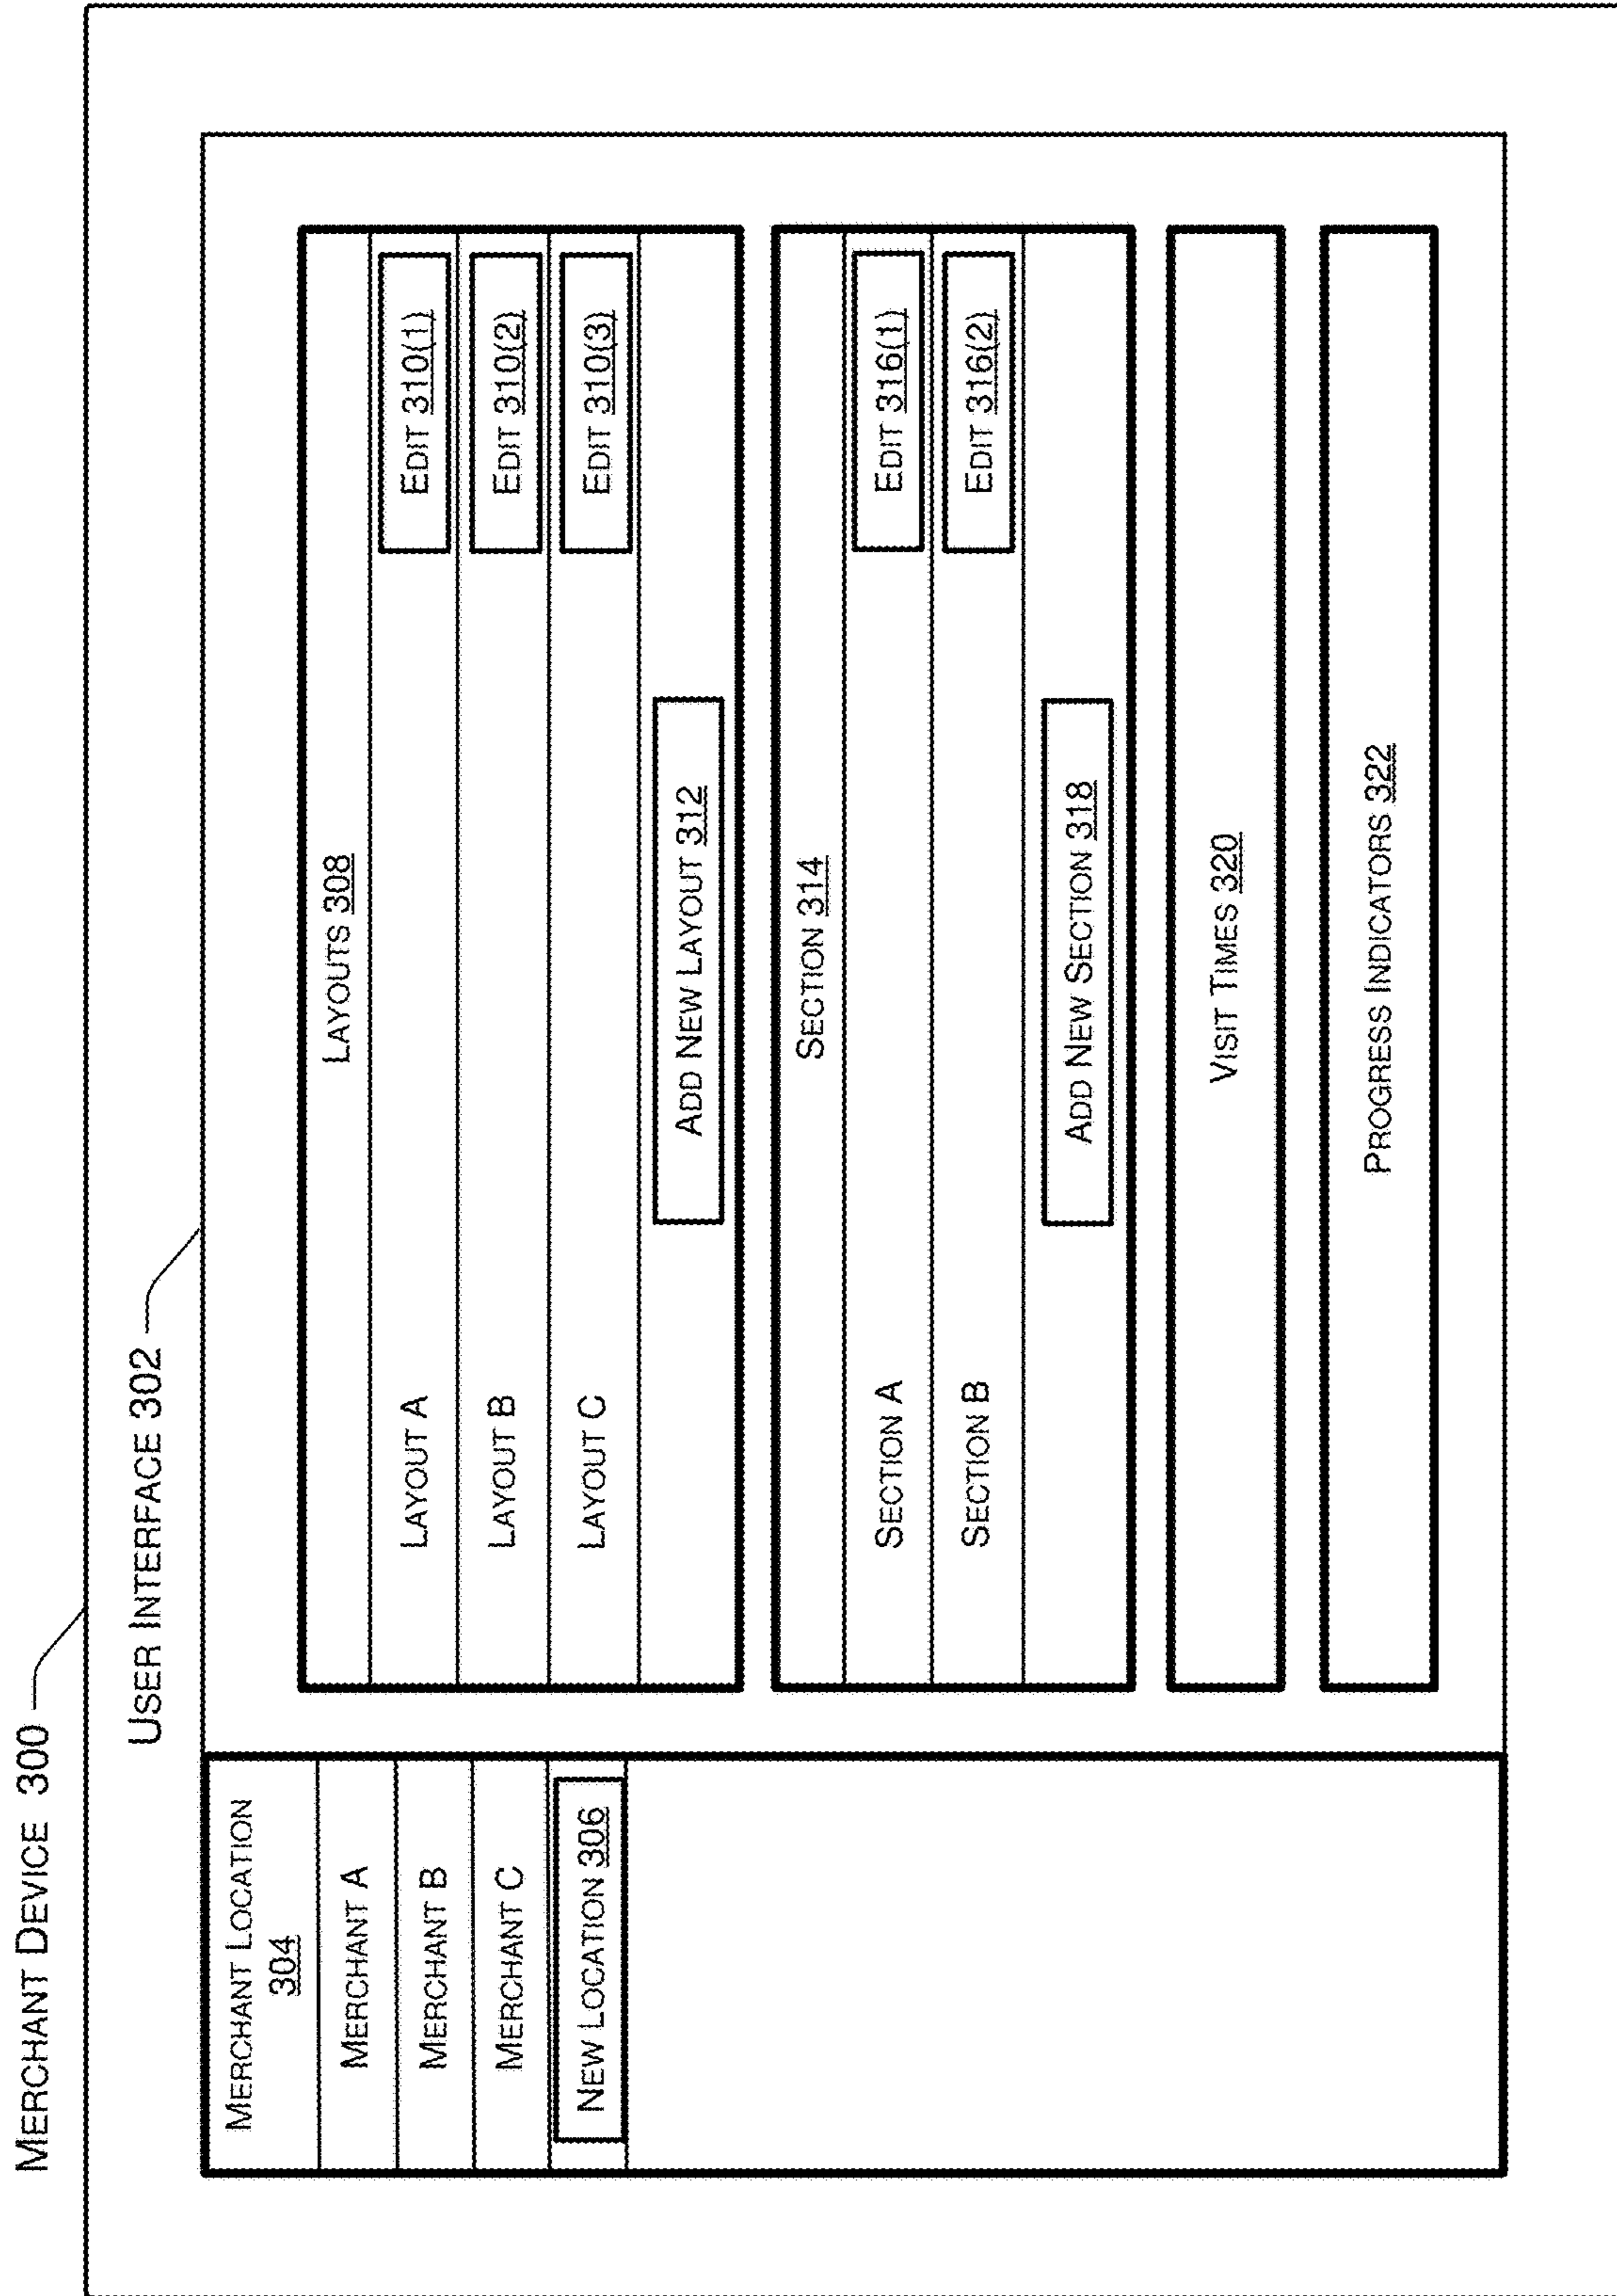 MERCHANT DEVICE 300
USER INTERFACE 302
MERCHANT LOCATION
304
MERCHANT A
MERCHANT B
MERCHANT C
NEW LOCATION 306
LAYOUTS 308
LAYOUT A
EDIT 310(1)
LAYOUT B
EDIT 310(2)
LAYOUT C
EDIT 310(3)
ADD NEW LAYOUT 312
SECTION 314
SECTION A
EDIT 316(1)
SECTION B
EDIT 316(2)
ADD NEW SECTION 318
VISIT TIMES 320
PROGRESS INDICATORS 322